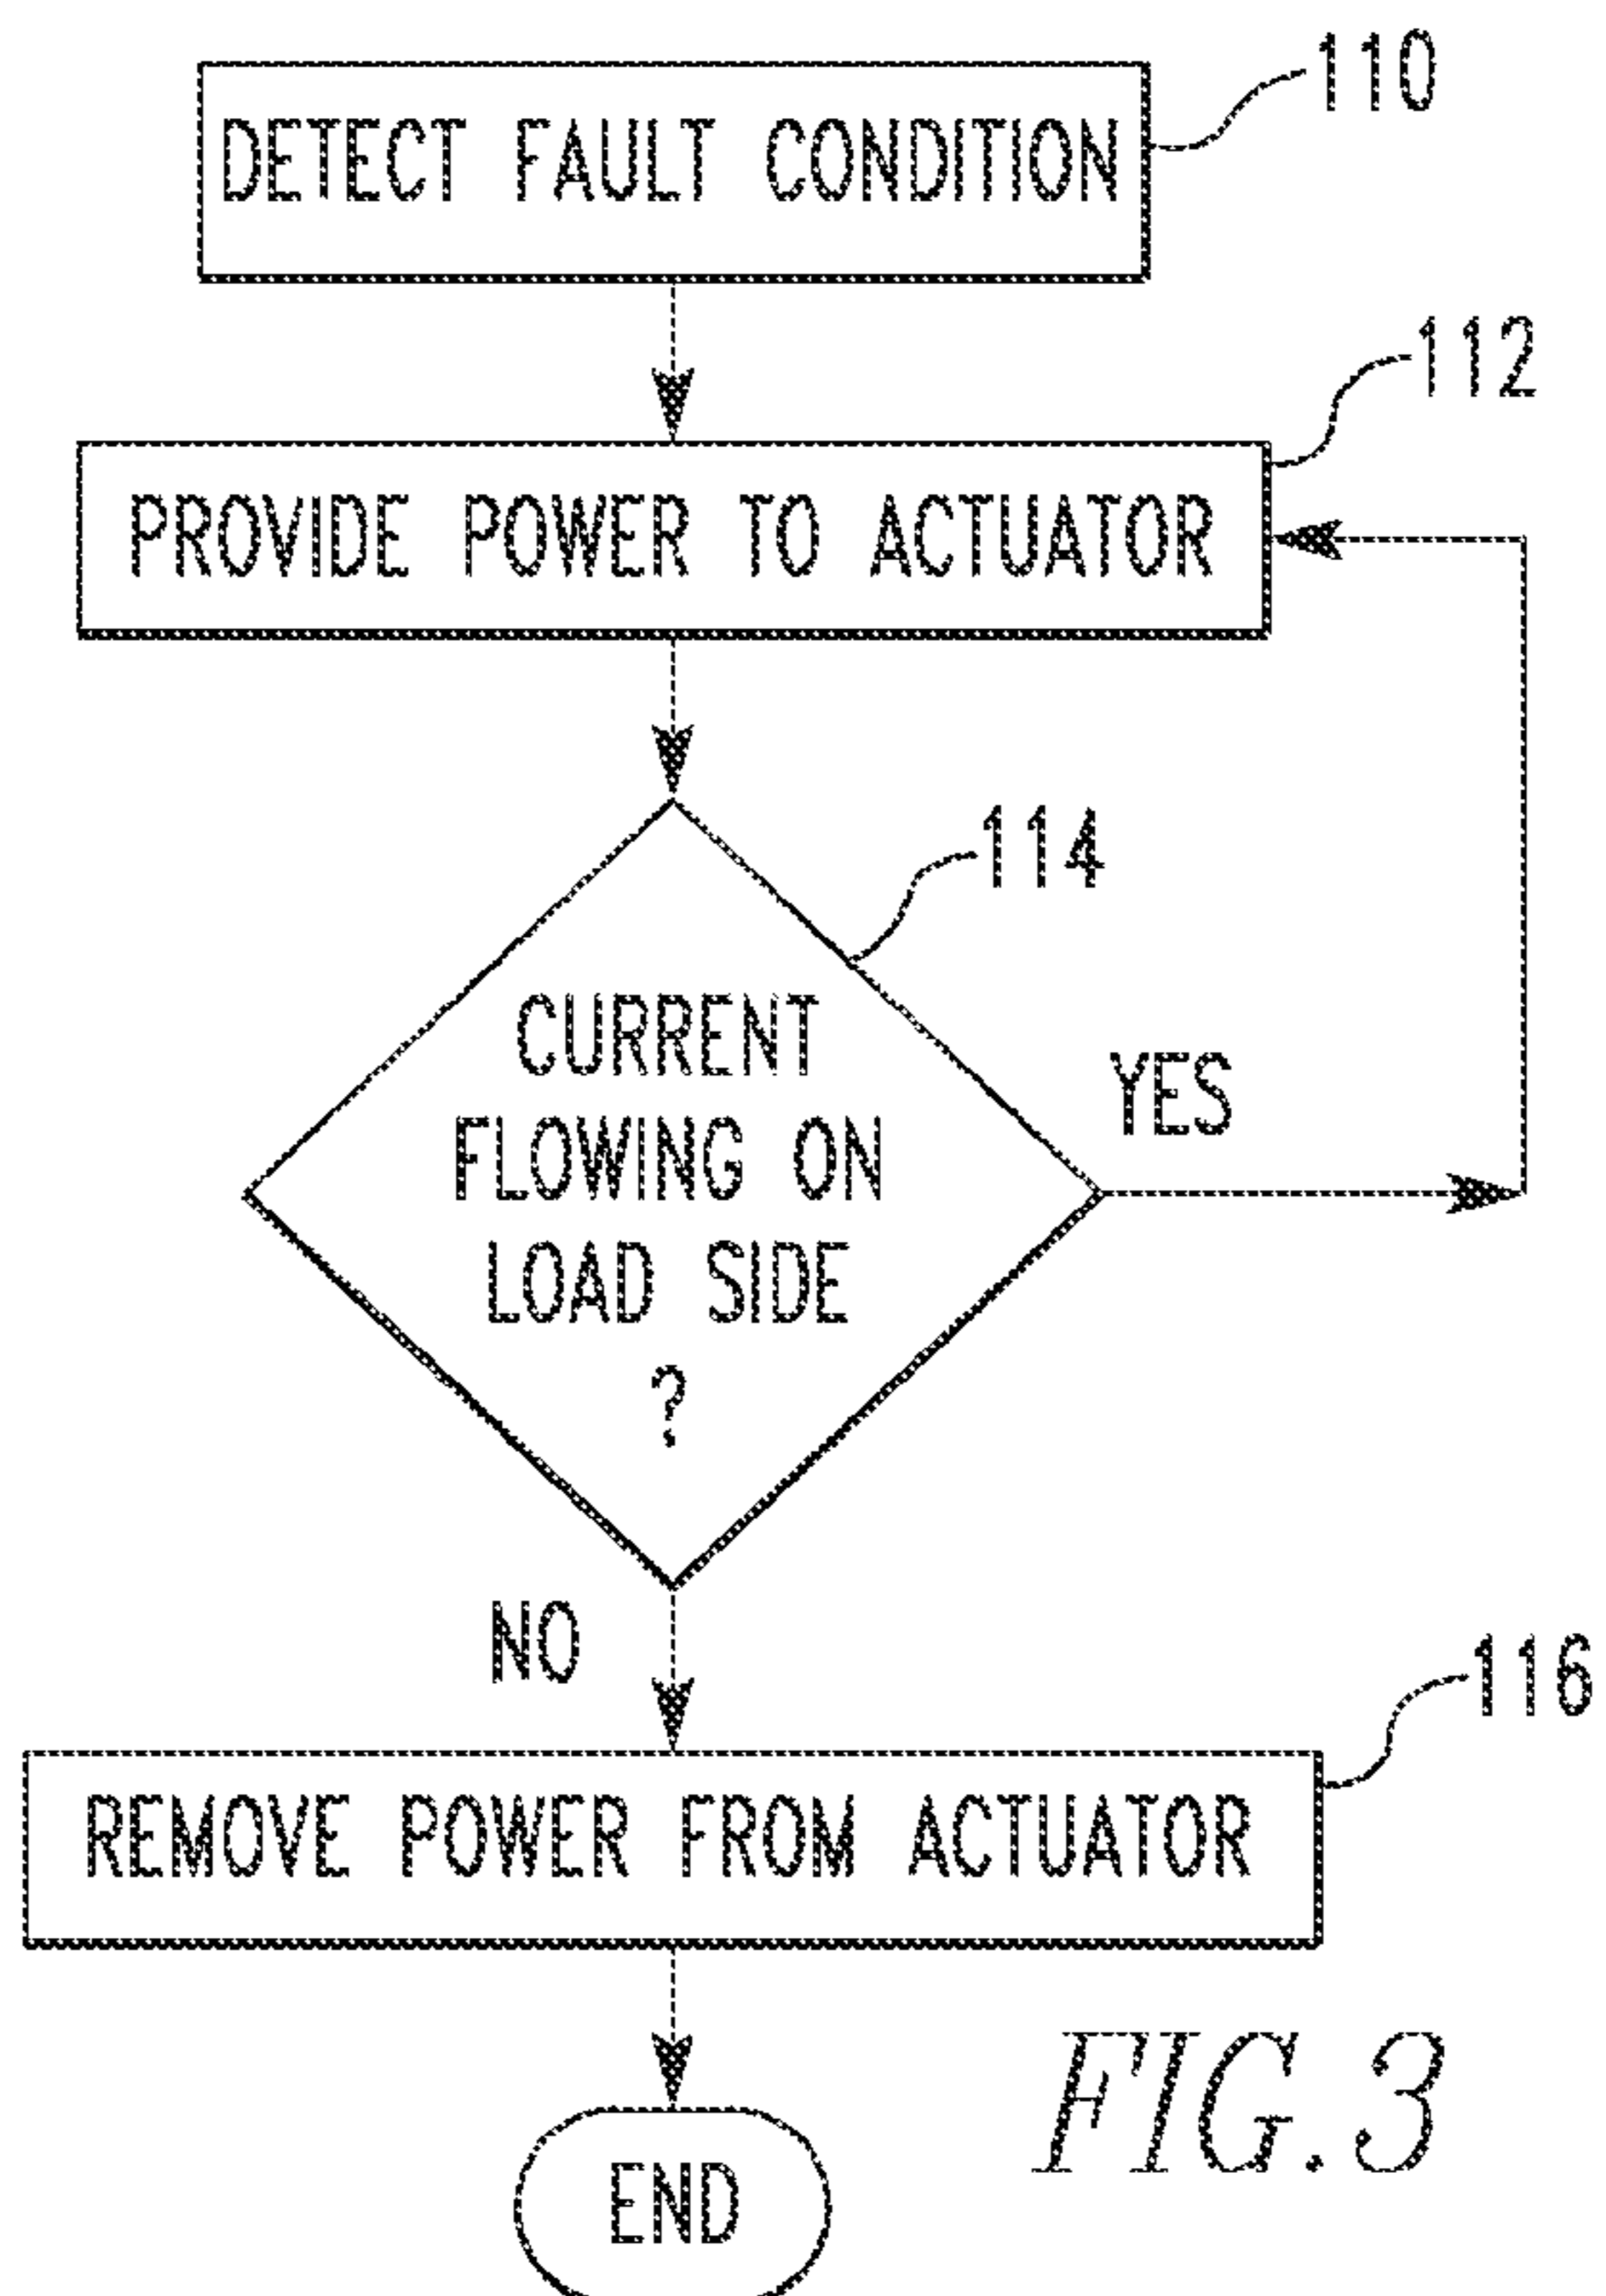 DETECT FAULT CONDITION
110
PROVIDE POWER TO ACTUATOR
112
CURRENT
FLOWING ON
LOAD SIDE
?
114
YES
NO
REMOVE POWER FROM ACTUATOR
116
END
FIG.3